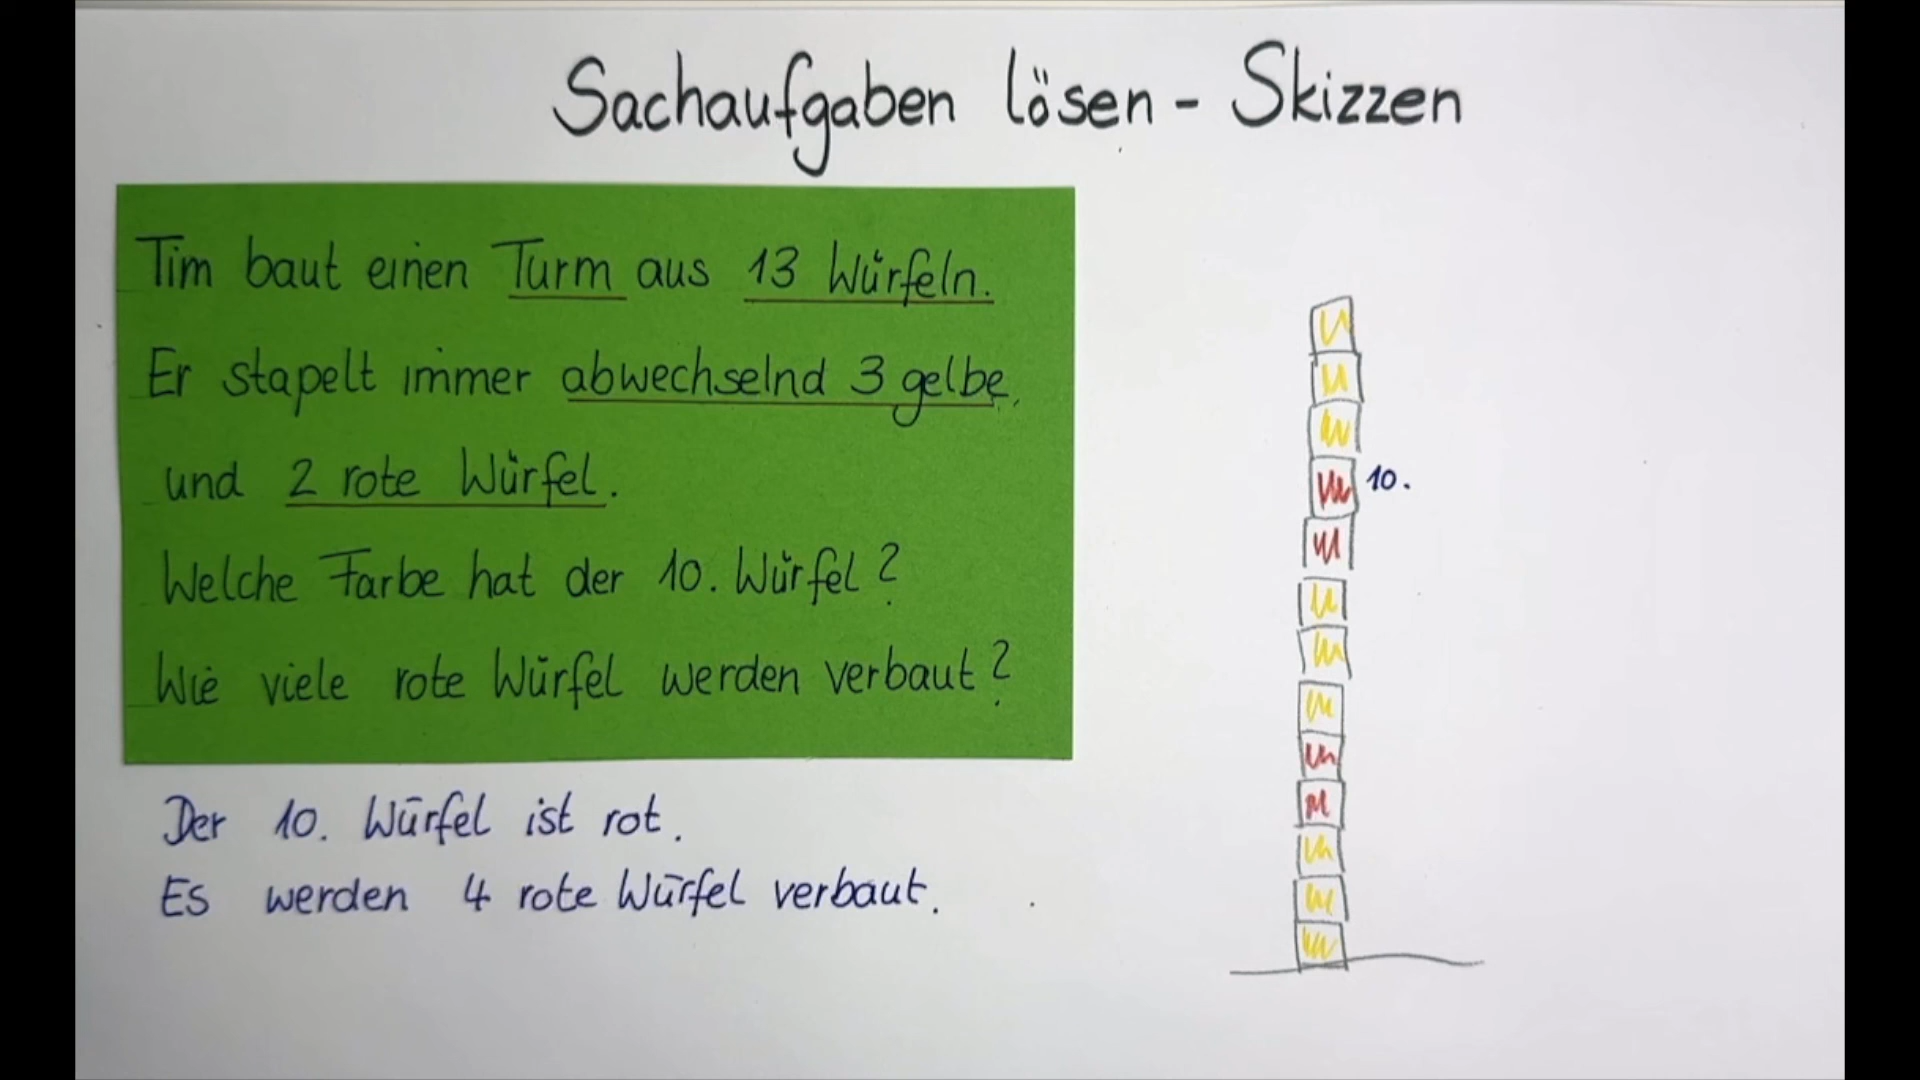 Sachaufgaben lösen - Skizzen
Tim baut einen Turm aus 13 Würfeln.
Er stapelt immer abwechselnd 3 gelbe
und 2 rote Würfel.
Welche Farbe hat der 10. Würfel?
Wie viele rote Würfel werden verbaut?
10.
Der 10. Würfel ist rot.
Es werden 4 rote Würfel verbaut.